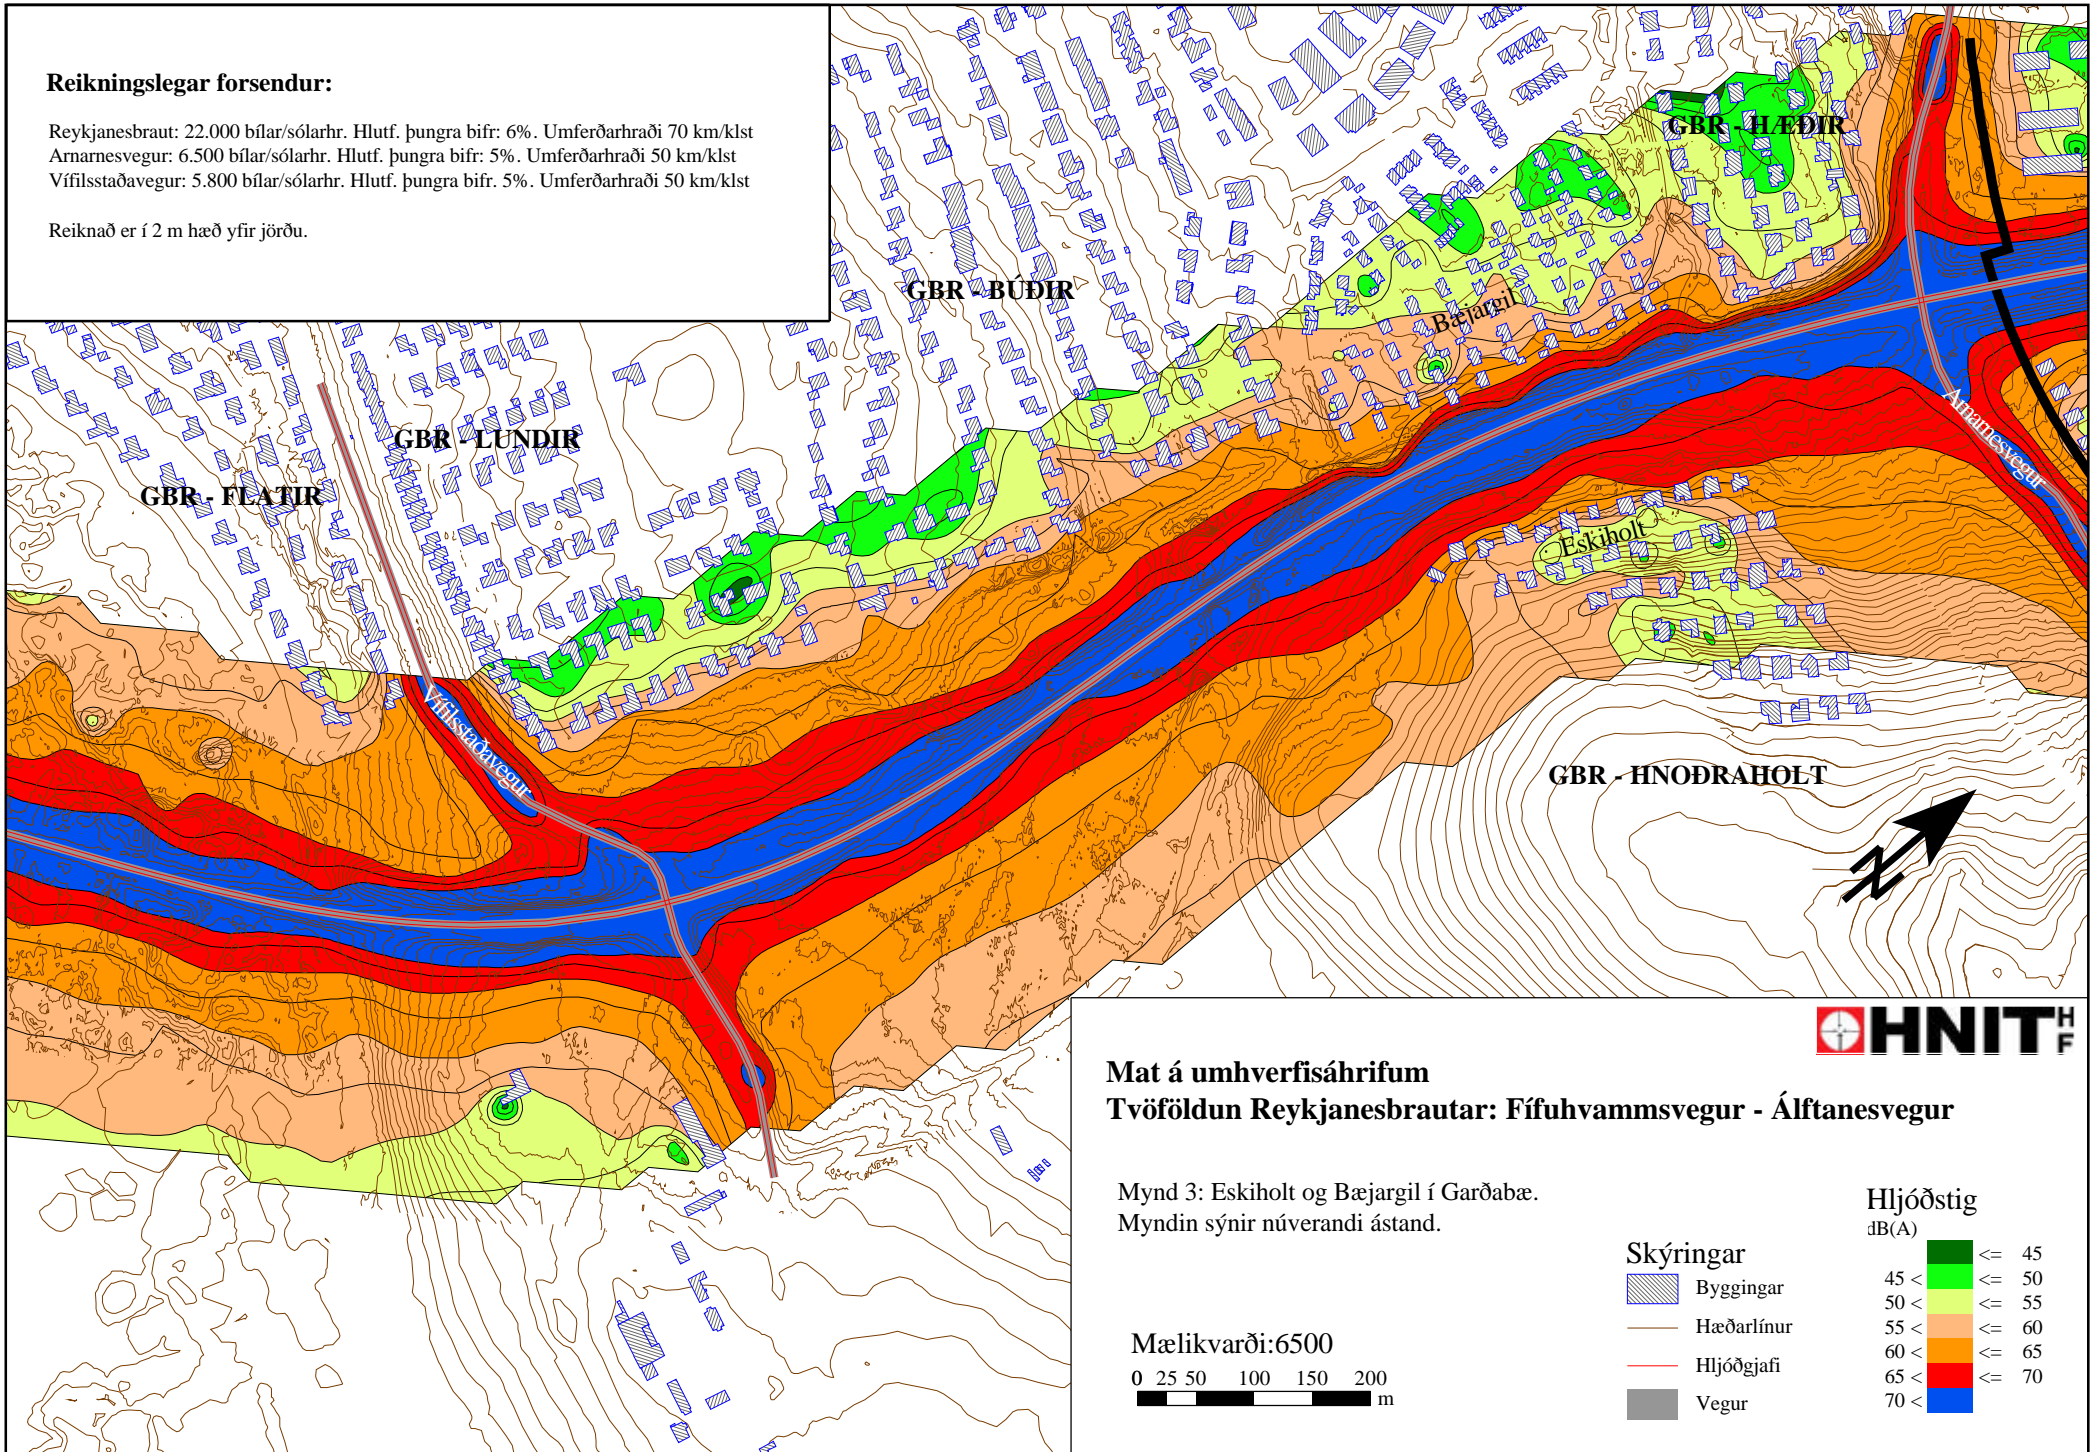 Reikningslegar forsendur:
Reykjanesbraut: 22.000 bílar/sólarhr. Hlutf. þungra bifr: 6%. Umferðarhraði 70 km/klst
Arnarnesvegur: 6.500 bílar/sólarhr. Hlutf. þungra bifr: 5%. Umferðarhraði 50 km/klst
Vífilsstaðavegur: 5.800 bílar/sólarhr. Hlutf. þungra bifr. 5%. Umferðarhraði 50 km/klst
Reiknað er í 2 m hæð yfir jörðu.
GBR - HÆÐIR
GBR - BÚÐIR
Bæjargil
Arnarnesvegur
GBR - LUNDIR
GBR - FLATIR
Eskiholt
Vífilsstaðavegur
GBR - HNOÐRAHOLT
N
HNIT HF
Mat á umhverfisáhrifum
Tvöföldun Reykjanesbrautar: Fífuhvammsvegur - Álftanesvegur
Mynd 3: Eskiholt og Bæjargil í Garðabæ.
Myndin sýnir núverandi ástand.
Mælikvarði:6500
0 25 50 100 150 200
m
Skýringar
Byggingar
Hæðarlínur
Hljóðgjafi
Vegur
Hljóðstig
dB(A)
<= 45
45 < <= 50
50 < <= 55
55 < <= 60
60 < <= 65
65 < <= 70
70 <